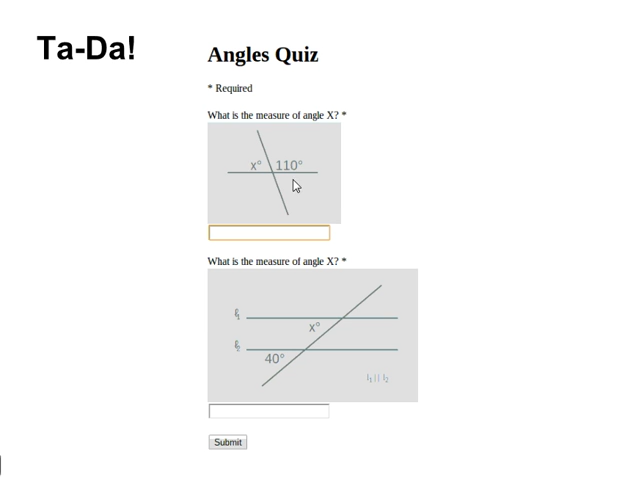 Ta-Da!
Angles Quiz
* Required
What is the measure of angle X? *
x° 110°
What is the measure of angle X? *
ℓ1
x°
ℓ2
40°
l1 || l2
Submit